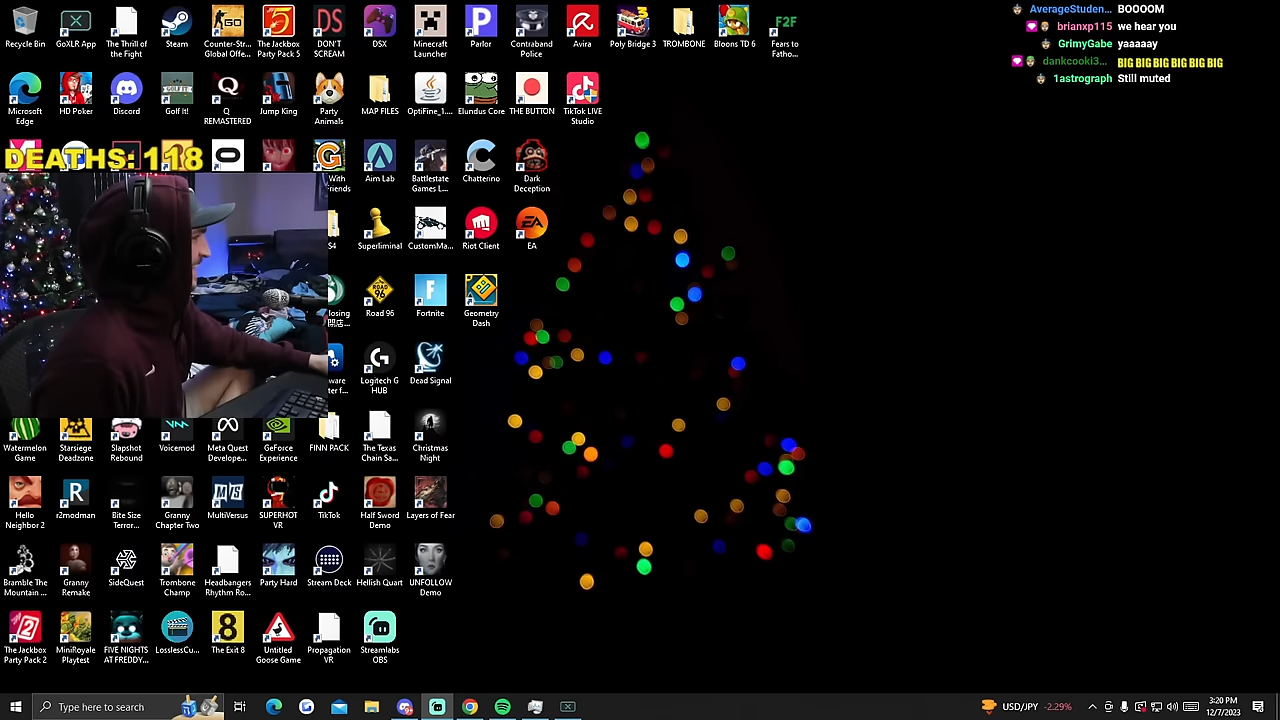 Recycle Bin
GoXLR App
The Thrill of
the Fight
Steam
Counter-Str...
Global Offe...
The Jackbox
Party Pack 5
DON'T
SCREAM
DSX
Minecraft
Launcher
Parlor
Contraband
Police
Avira
Poly Bridge 3
TROMBONE
Bloons TD 6
F2F
Fears to
Fatho...
AverageStuden... BOOOOM
brianxp115 we hear you
GrimyGabe yaaaaay
dankcooki3... BIG BIG BIG BIG BIG BIG
1astrograph Still muted
Microsoft
Edge
HD Poker
Discord
GOLF IT!
Golf It!
Q
REMASTERED
Jump King
Party
Animals
MAP FILES
OptiFine_1....
Elundus Core
THE BUTTON
TikTok LIVE
Studio
DEATHS: 118
With
Friends
Aim Lab
Battlestate
Games L...
Chatterino
Dark
Deception
S4
Superliminal
CustomMa...
Riot Client
EA
EA
ROAD
96
Road 96
Fortnite
Geometry
Dash
Logitech G
HUB
Dead Signal
Watermelon
Game
Starsiege
Deadzone
Slapshot
Rebound
Voicemod
Meta Quest
Develope...
GeForce
Experience
FINN PACK
The Texas
Chain Sa...
Christmas
Night
Hello
Neighbor 2
r2modman
Bite Size
Terror...
Granny
Chapter Two
MultiVersus
SUPERHOT
VR
TikTok
Half Sword
Demo
Layers of Fear
Bramble The
Mountain ...
Granny
Remake
SideQuest
Trombone
Champ
Headbangers
Rhythm Ro...
Party Hard
Stream Deck
Hellish Quart
UNFOLLOW
Demo
The Jackbox
Party Pack 2
MiniRoyale
Playtest
FIVE NIGHTS
AT FREDDY...
LosslessCu...
8
The Exit 8
Untitled
Goose Game
Propagation
VR
Streamlabs
OBS
Type here to search
USD/JPY -2.29%
3:20 PM
12/7/2023